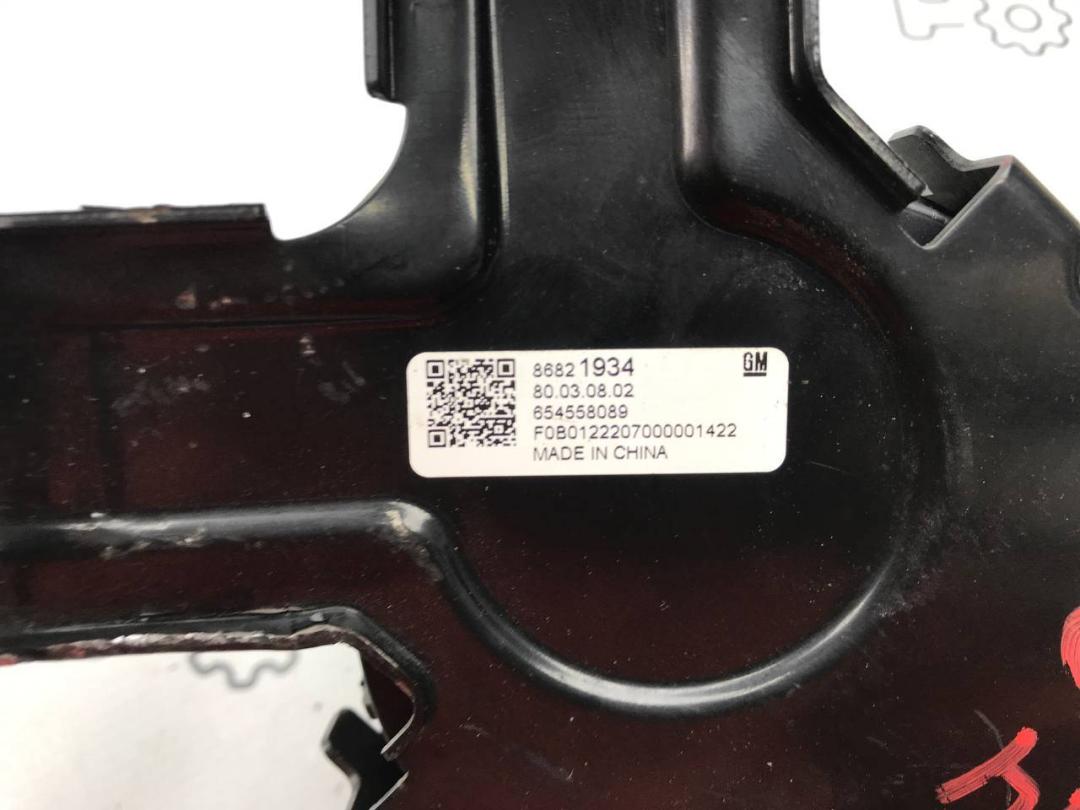 86821934
GM
80.03.08.02
654558089
F0B0122207000001422
MADE IN CHINA